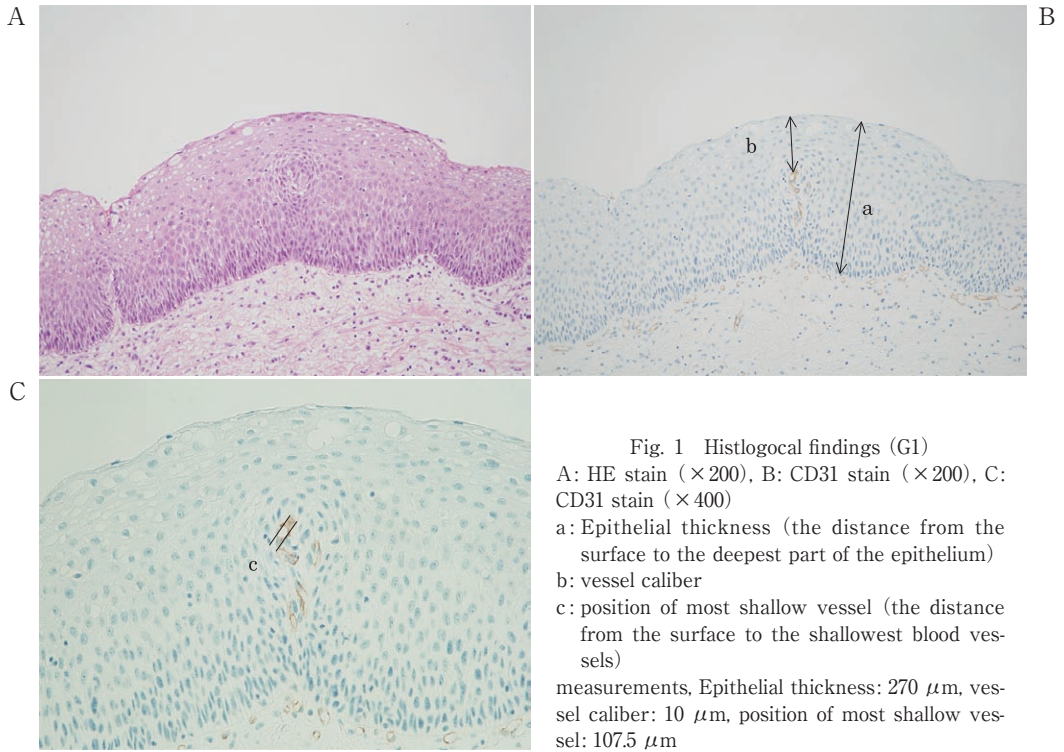 A
B
b
a
C
c
Fig. 1 Histlogocal findings (G1)
A: HE stain (×200), B: CD31 stain (×200), C:
CD31 stain (×400)
a: Epithelial thickness (the distance from the
surface to the deepest part of the epithelium)
b: vessel caliber
c: position of most shallow vessel (the distance
from the surface to the shallowest blood ves-
sels)
measurements, Epithelial thickness: 270 μm, ves-
sel caliber: 10 μm, position of most shallow ves-
sel: 107.5 μm